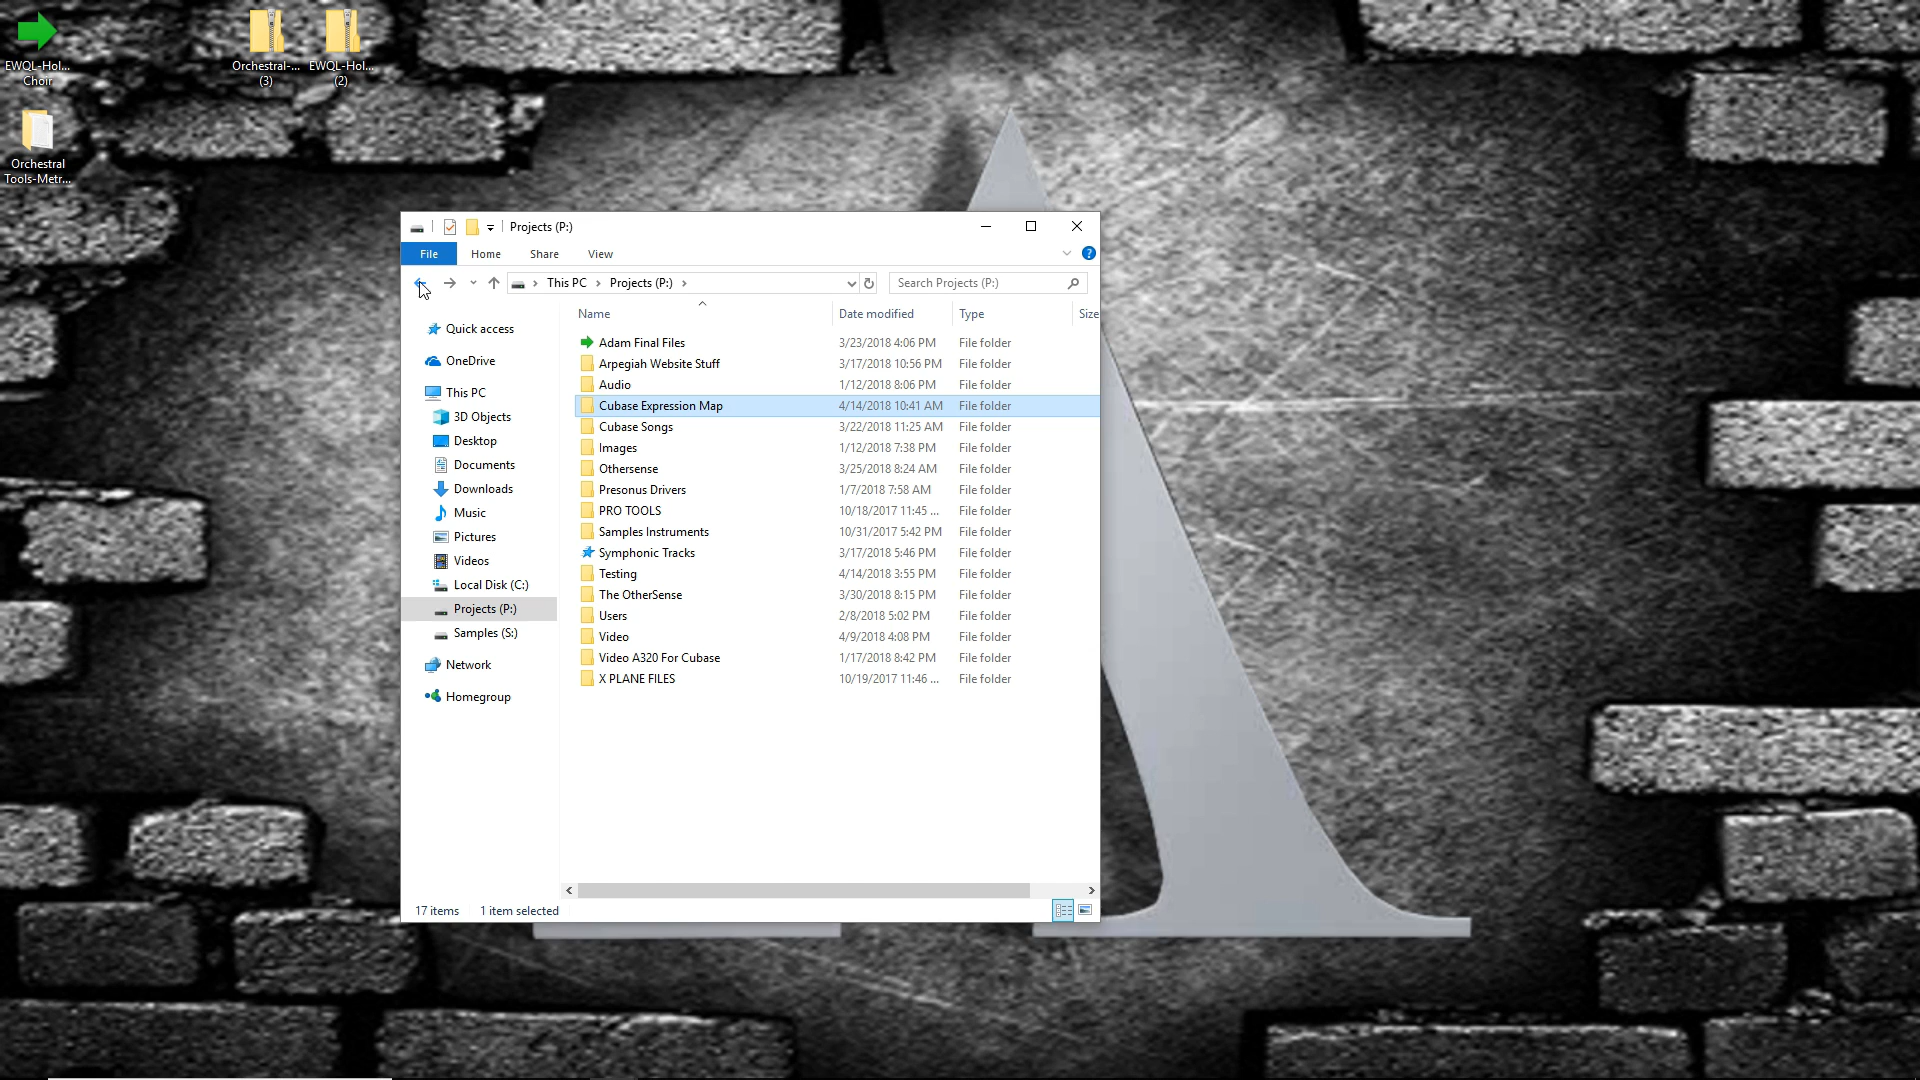 EWQL-Hol...
Choir
Orchestral-...
(3)
EWQL-Hol...
(2)
Orchestral
Tools-Metr...
Projects (P:)
File Home Share View
This PC Projects (P:)
Search Projects (P:)
Name Date modified Type Size
Quick access
OneDrive
This PC
3D Objects
Desktop
Documents
Downloads
Music
Pictures
Videos
Local Disk (C:)
Projects (P:)
Samples (S:)
Network
Homegroup
Adam Final Files 3/23/2018 4:06 PM File folder
Arpegiah Website Stuff 3/17/2018 10:56 PM File folder
Audio 1/12/2018 8:06 PM File folder
Cubase Expression Map 4/14/2018 10:41 AM File folder
Cubase Songs 3/22/2018 11:25 AM File folder
Images 1/12/2018 7:38 PM File folder
Othersense 3/25/2018 8:24 AM File folder
Presonus Drivers 1/7/2018 7:58 AM File folder
PRO TOOLS 10/18/2017 11:45 ... File folder
Samples Instruments 10/31/2017 5:42 PM File folder
Symphonic Tracks 3/17/2018 5:46 PM File folder
Testing 4/14/2018 3:55 PM File folder
The OtherSense 3/30/2018 8:15 PM File folder
Users 2/8/2018 5:02 PM File folder
Video 4/9/2018 4:08 PM File folder
Video A320 For Cubase 1/17/2018 8:42 PM File folder
X PLANE FILES 10/19/2017 11:46 ... File folder
17 items 1 item selected